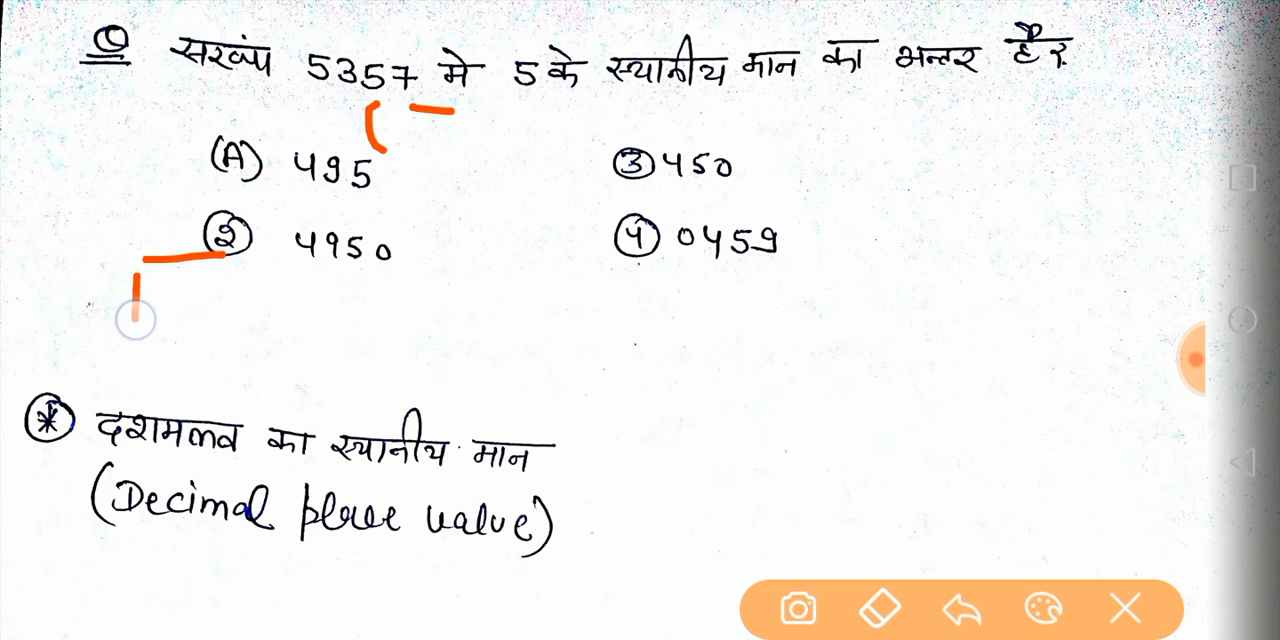 Q संख्य 5357 मे 5 के स्थानीय मान का अन्तर है?
(A) 495 ③ 450
② 4950 ④ 0459
* दशमलव का स्थानीय मान
(Decimal place value)